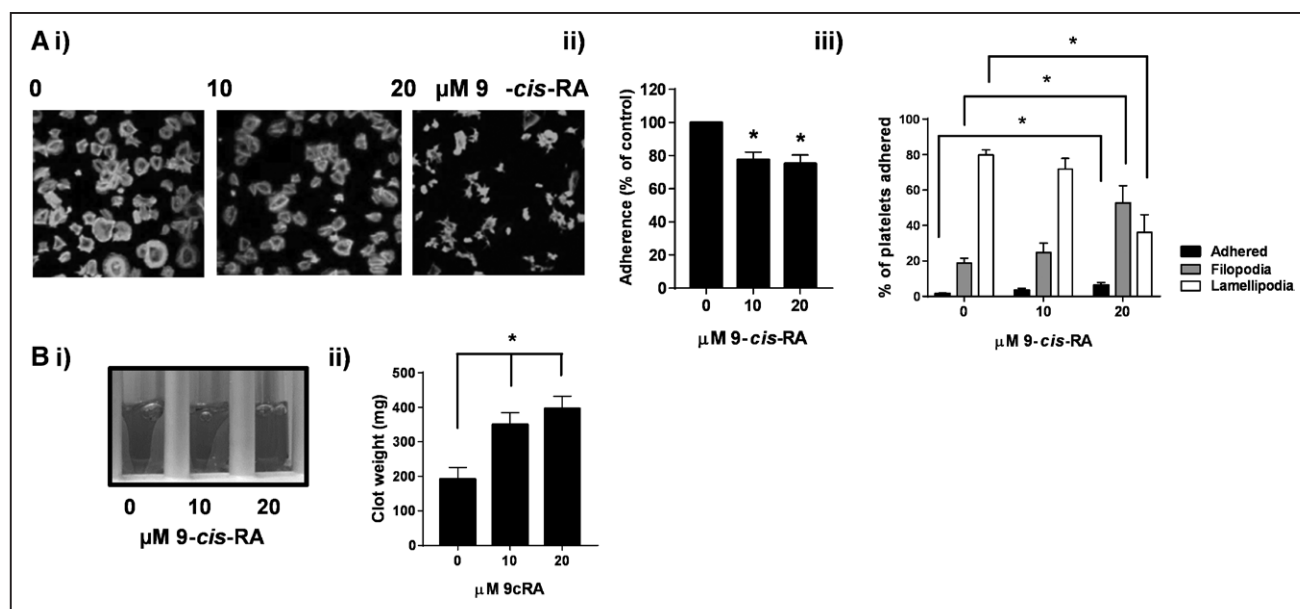 A i)
0 10 20 µM 9 -cis-RA
ii)
Adherence (% of control)
120
100
80
60
40
20
0
* *
0 10 20
µM 9-cis-RA
iii)
*
*
*
% of platelets adhered
100
80
60
40
20
0
0 10 20
µM 9-cis-RA
Adhered
Filopodia
Lamellipodia
B i)
0 10 20
µM 9-cis-RA
ii)
*
Clot weight (mg)
500
400
300
200
100
0
0 10 20
µM 9cRA